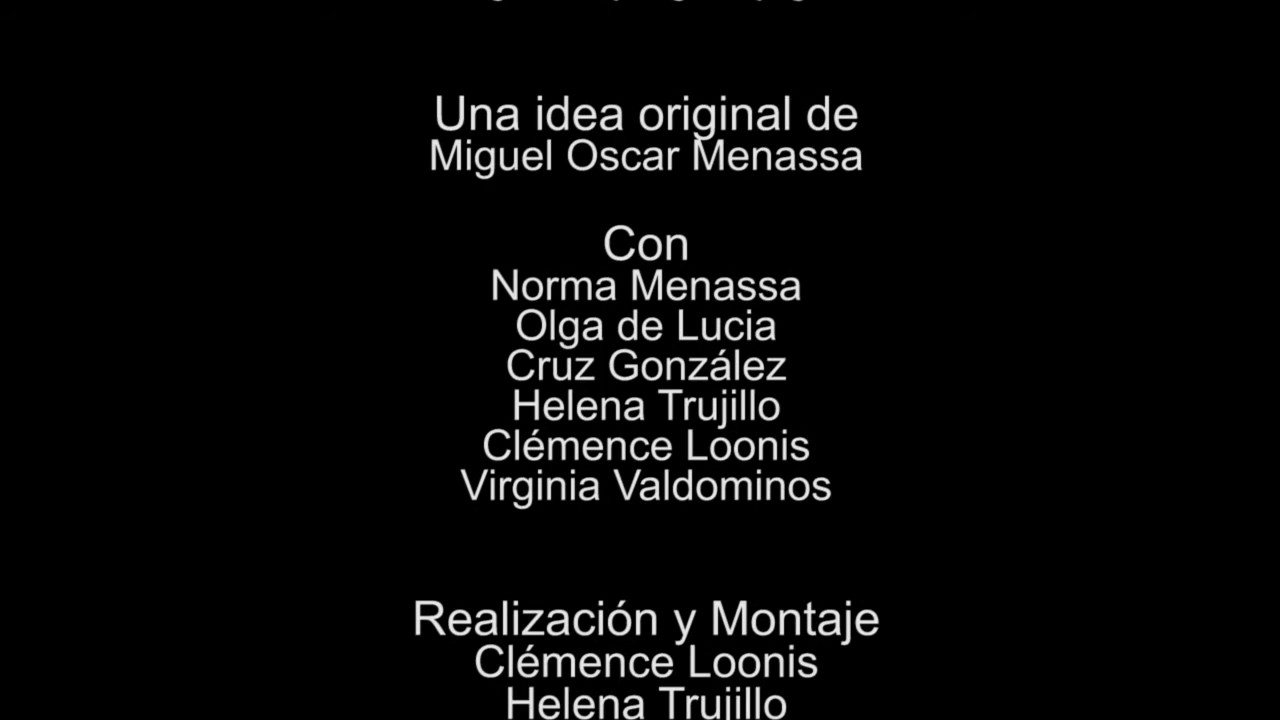 Una idea original de
Miguel Oscar Menassa
Con
Norma Menassa
Olga de Lucia
Cruz González
Helena Trujillo
Clémence Loonis
Virginia Valdominos
Realización y Montaje
Clémence Loonis
Helena Trujillo